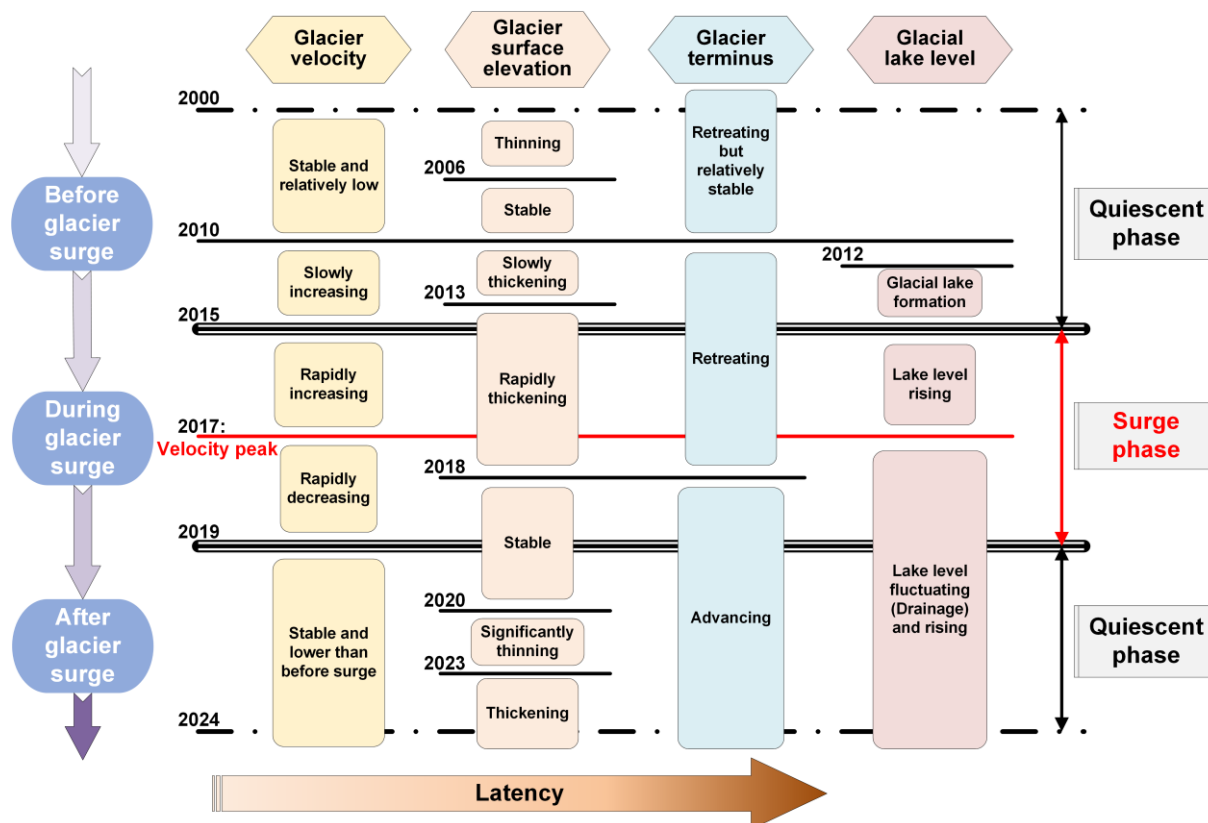 Glacier
velocity
Glacier
surface
elevation
Glacier
terminus
Glacial
lake level
2000
Stable and
relatively low
Thinning
2006
Stable
Retreating
but
relatively
stable
Before
glacier
surge
Quiescent
phase
2010
Slowly
increasing
Slowly
thickening
2012
Glacial lake
formation
2013
2015
Rapidly
increasing
Rapidly
thickening
Retreating
Lake level
rising
During
glacier
surge
Surge
phase
2017:
Velocity peak
Rapidly
decreasing
2018
2019
Stable
Stable and
lower than
before surge
2020
Significantly
thinning
2023
Thickening
Advancing
Lake level
fluctuating
(Drainage)
and rising
After
glacier
surge
Quiescent
phase
2024
Latency